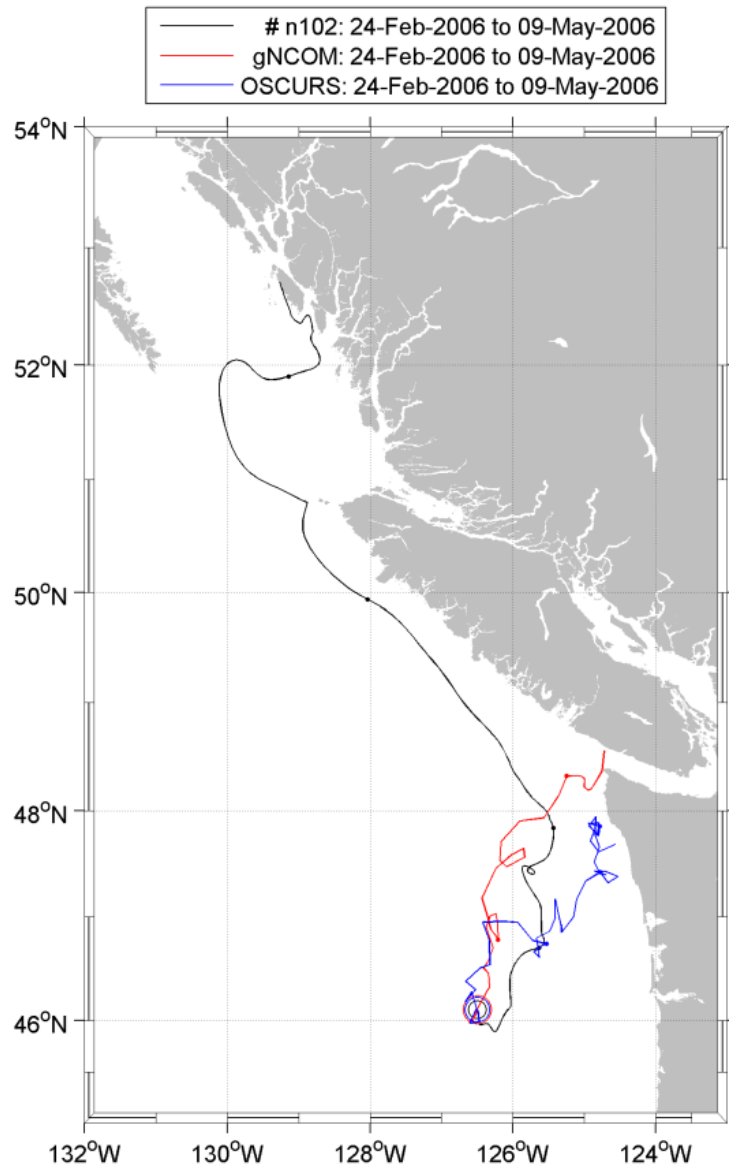 # n102: 24-Feb-2006 to 09-May-2006
gNCOM: 24-Feb-2006 to 09-May-2006
OSCURS: 24-Feb-2006 to 09-May-2006
54°N
52°N
50°N
48°N
46°N
132°W 130°W 128°W 126°W 124°W